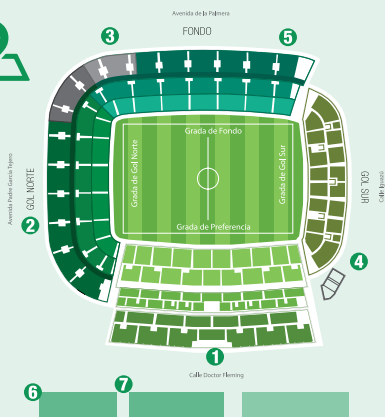 Avenida de la Palmera
FONDO
3
5
Grada de Fondo
Grada de Gol Norte
Grada de Gol Sur
Grada de Preferencia
GOL NORTE
Avenida Padre García Tejero
2
GOL SUR
4
1
Calle Doctor Fleming
6
7